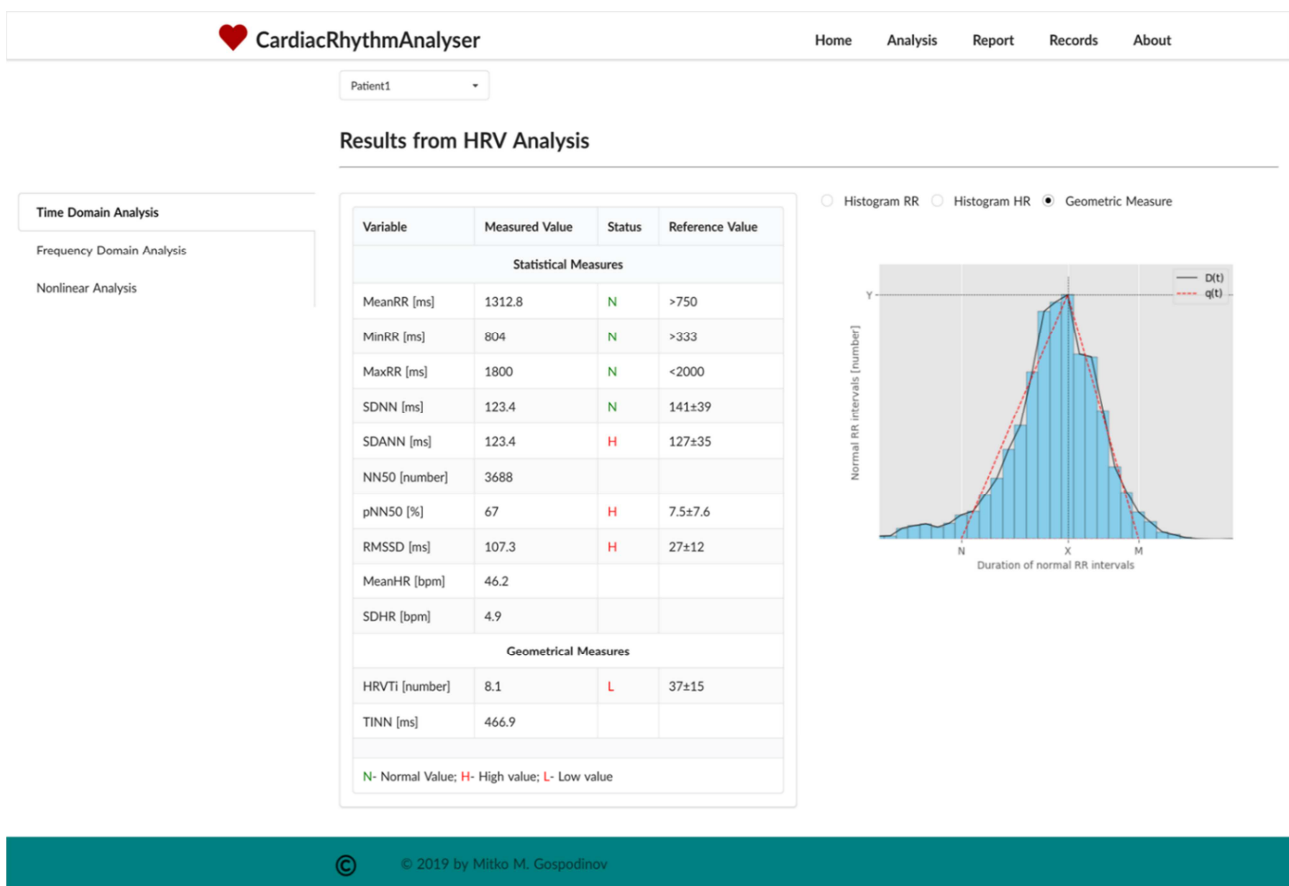 CardiacRhythmAnalyser
Home Analysis Report Records About
Patient1
Results from HRV Analysis
Time Domain Analysis
Frequency Domain Analysis
Nonlinear Analysis
Variable Measured Value Status Reference Value
Statistical Measures
MeanRR [ms] 1312.8 N >750
MinRR [ms] 804 N >333
MaxRR [ms] 1800 N <2000
SDNN [ms] 123.4 N 141±39
SDANN [ms] 123.4 H 127±35
NN50 [number] 3688
pNN50 [%] 67 H 7.5±7.6
RMSSD [ms] 107.3 H 27±12
MeanHR [bpm] 46.2
SDHR [bpm] 4.9
Geometrical Measures
HRVTi [number] 8.1 L 37±15
TINN [ms] 466.9
N- Normal Value; H- High value; L- Low value
Histogram RR Histogram HR Geometric Measure
D(t)
q(t)
Y
Normal RR intervals [number]
N X M
Duration of normal RR intervals
© © 2019 by Mitko M. Gospodinov